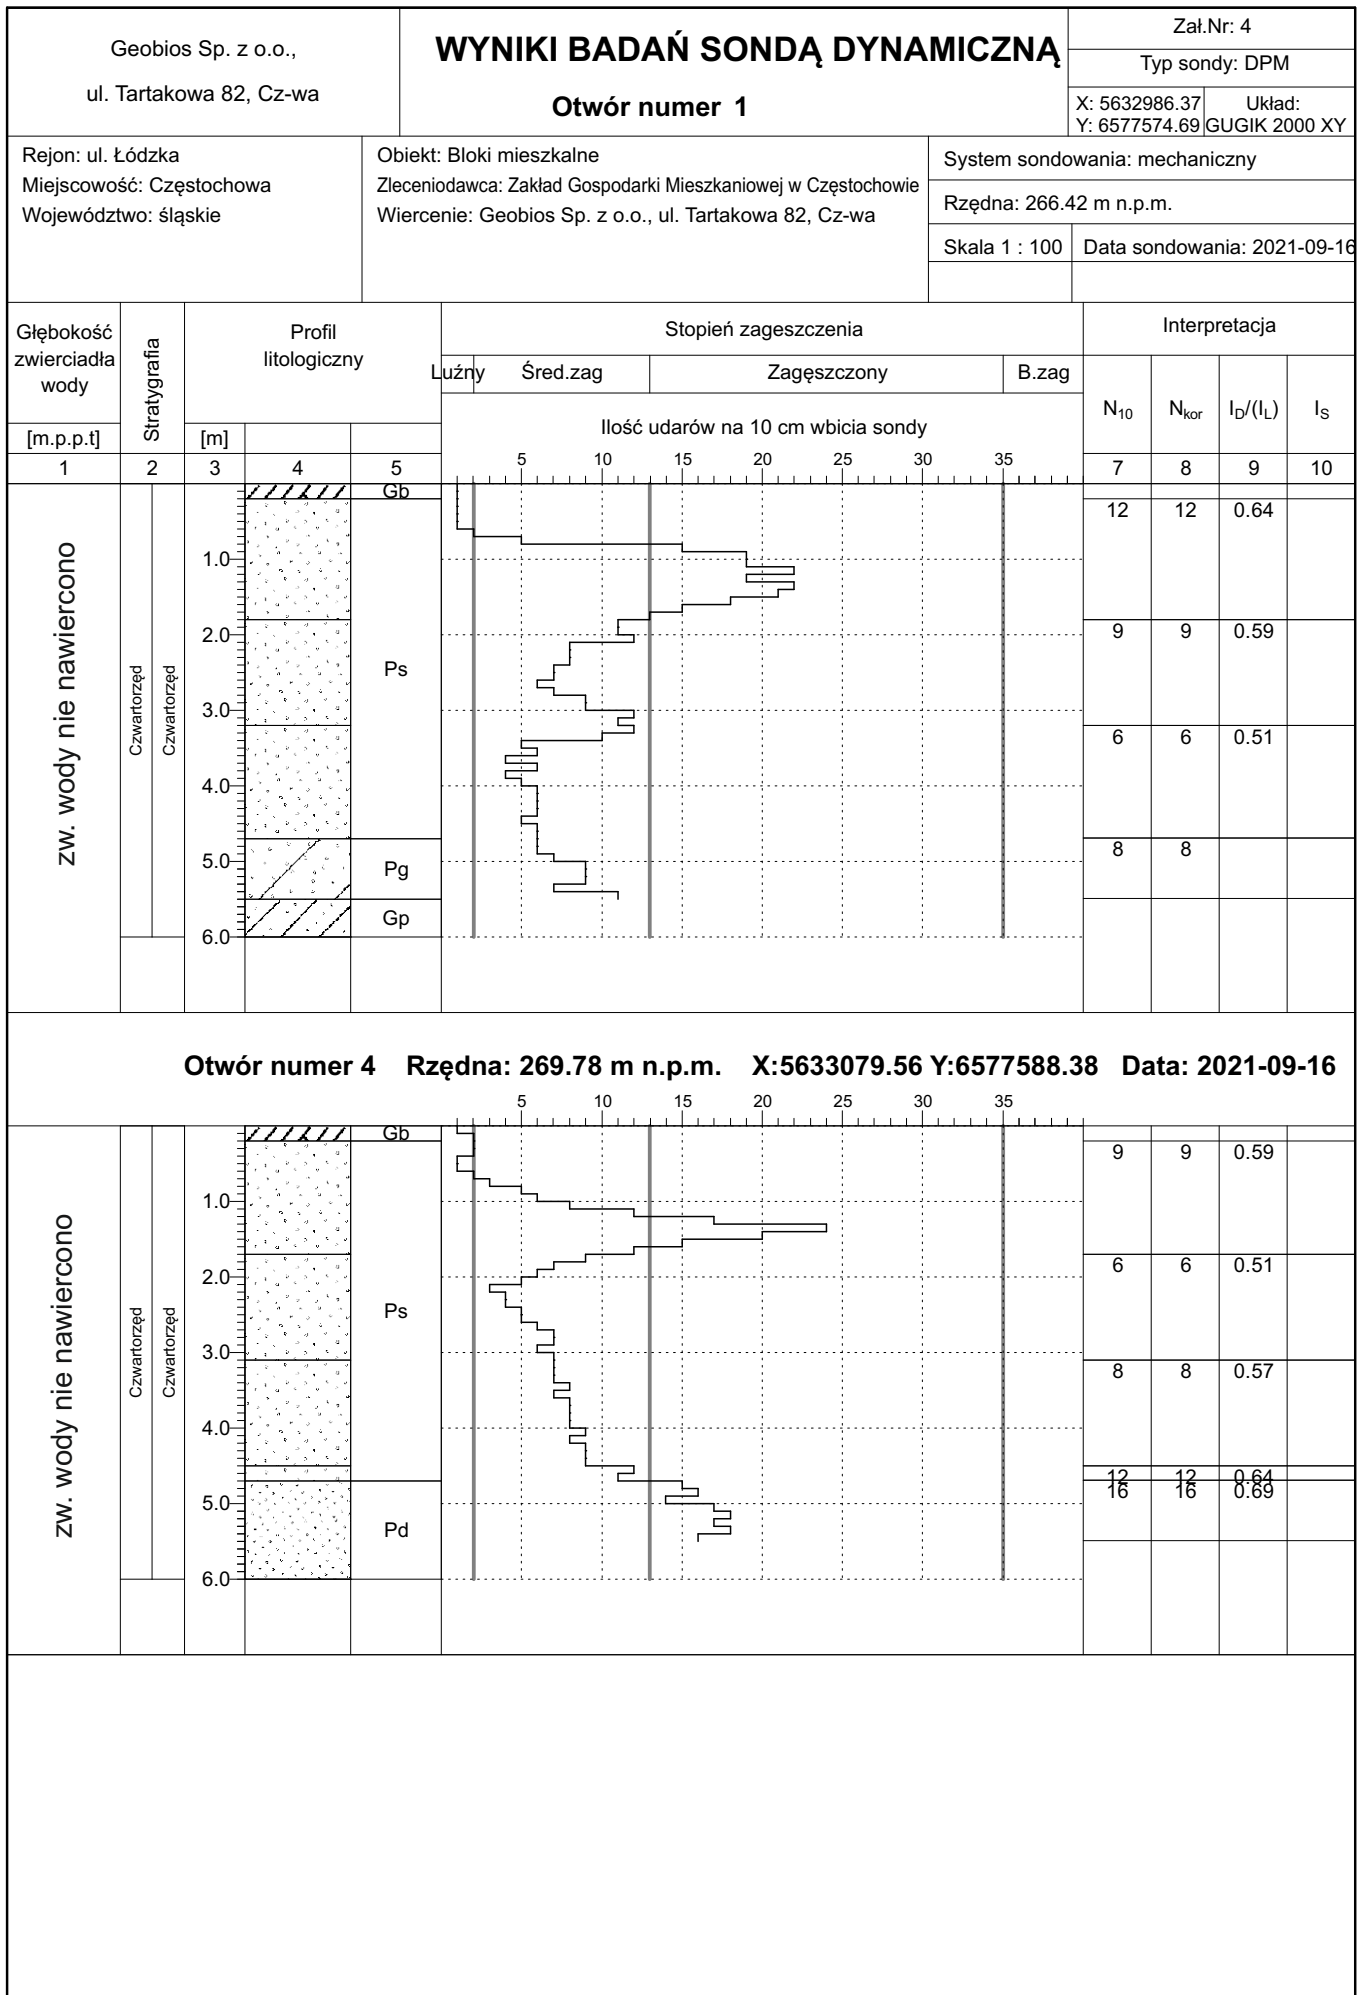 Geobios Sp. z o.o.,
ul. Tartakowa 82, Cz-wa
WYNIKI BADAŃ SONDĄ DYNAMICZNĄ
Otwór numer 1
Zał.Nr: 4
Typ sondy: DPM
X: 5632986.37
Y: 6577574.69
Układ:
GUGIK 2000 XY
Rejon: ul. Łódzka
Miejscowość: Częstochowa
Województwo: śląskie
Obiekt: Bloki mieszkalne
Zleceniodawca: Zakład Gospodarki Mieszkaniowej w Częstochowie
Wiercenie: Geobios Sp. z o.o., ul. Tartakowa 82, Cz-wa
System sondowania: mechaniczny
Rzędna: 266.42 m n.p.m.
Skala 1 : 100
Data sondowania: 2021-09-16
Głębokość
zwierciadła
wody
[m.p.p.t]
Stratygrafia
Profil
litologiczny
[m]
Stopień zageszczenia
Luźny
Śred.zag
Zagęszczony
B.zag
Ilość udarów na 10 cm wbicia sondy
5 10 15 20 25 30 35
Interpretacja
N10
Nkor
ID/(IL)
IS
1 2 3 4 5 7 8 9 10
zw. wody nie nawiercono
Czwartorzęd
Czwartorzęd
1.0
2.0
3.0
4.0
5.0
6.0
Gb
Ps
Pg
Gp
12 12 0.64
9 9 0.59
6 6 0.51
8 8
Otwór numer 4 Rzędna: 269.78 m n.p.m. X:5633079.56 Y:6577588.38 Data: 2021-09-16
5 10 15 20 25 30 35
zw. wody nie nawiercono
Czwartorzęd
Czwartorzęd
1.0
2.0
3.0
4.0
5.0
6.0
Gb
Ps
Pd
9 9 0.59
6 6 0.51
8 8 0.57
12 12 0.64
16 16 0.69